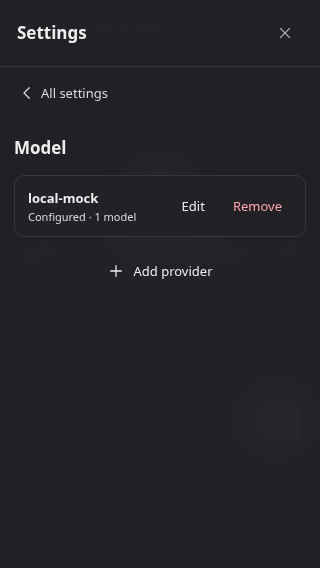 Settings
All settings
Model
local-mock
Configured · 1 model
Edit
Remove
Add provider